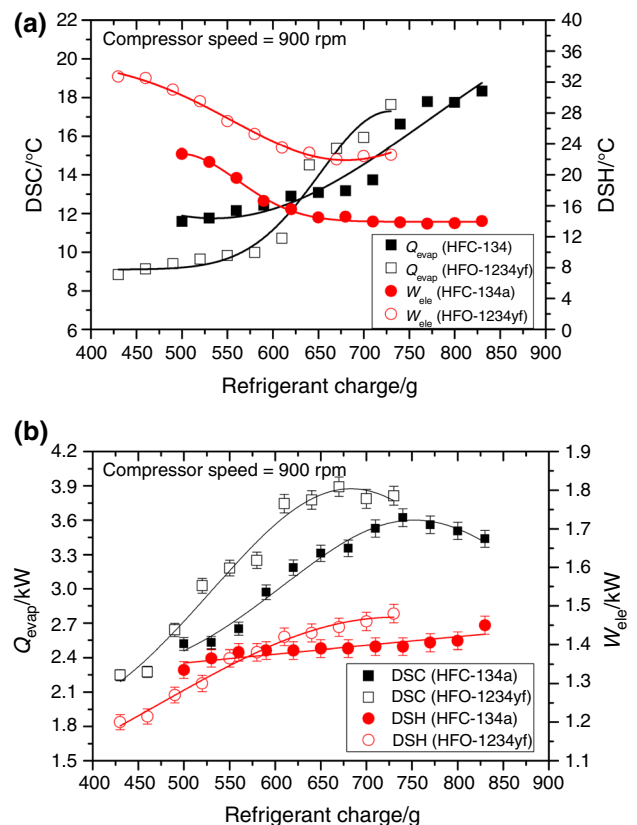 (a)
Compressor speed = 900 rpm
DSC/°C
DSH/°C
22
20
18
16
14
12
10
8
6
40
36
32
28
24
20
16
12
8
4
0
Q_evap (HFC-134)
Q_evap (HFO-1234yf)
W_ele (HFC-134a)
W_ele (HFO-1234yf)
400 450 500 550 600 650 700 750 800 850 900
Refrigerant charge/g
(b)
Compressor speed = 900 rpm
Q_evap/kW
W_ele/kW
4.2
3.9
3.6
3.3
3.0
2.7
2.4
2.1
1.8
1.5
1.9
1.8
1.7
1.6
1.5
1.4
1.3
1.2
1.1
DSC (HFC-134a)
DSC (HFO-1234yf)
DSH (HFC-134a)
DSH (HFO-1234yf)
400 450 500 550 600 650 700 750 800 850 900
Refrigerant charge/g